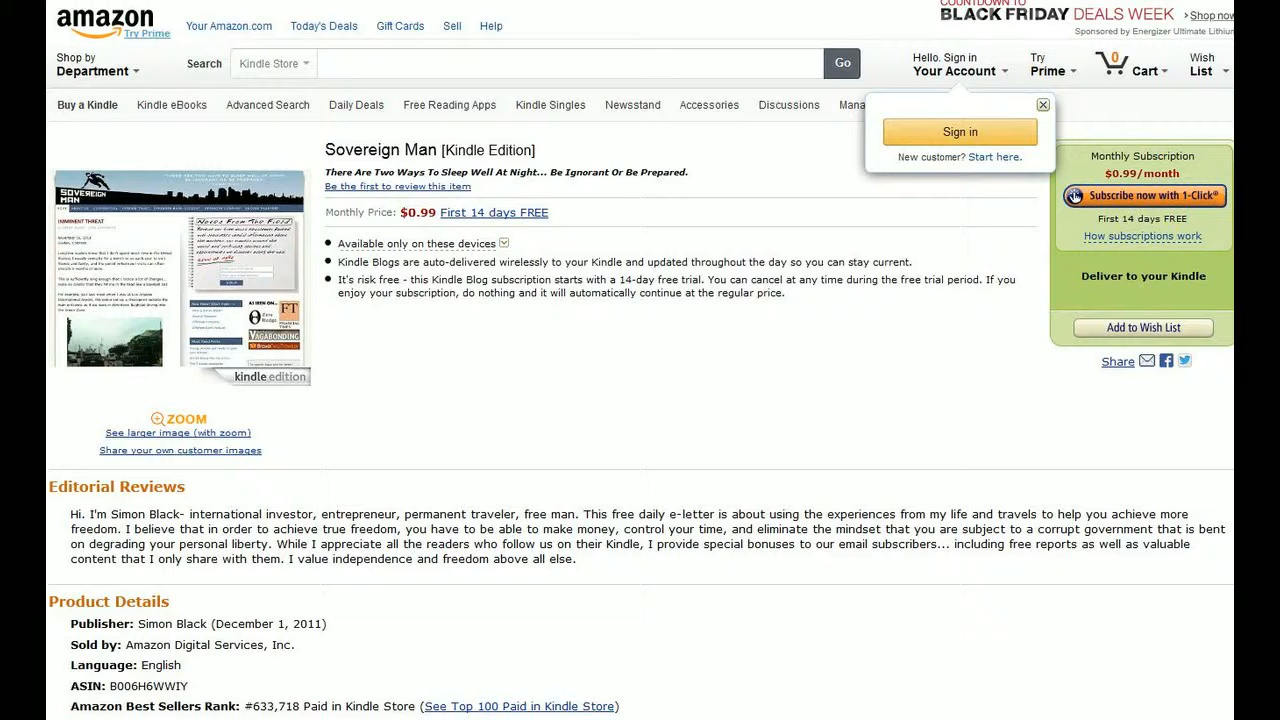 COUNTDOWN TO
amazon
Try Prime
Your Amazon.com Today's Deals Gift Cards Sell Help
BLACK FRIDAY DEALS WEEK
Shop now
Sponsored by Energizer Ultimate Lithium
Shop by
Department
Search Kindle Store Go
Hello. Sign in
Your Account
Try
Prime
0
Cart
Wish
List
Buy a Kindle Kindle eBooks Advanced Search Daily Deals Free Reading Apps Kindle Singles Newsstand Accessories Discussions Mana
Sign in
New customer? Start here.
Sovereign Man [Kindle Edition]
There Are Two Ways To Sleep Well At Night... Be Ignorant Or Be Prepared.
Be the first to review this item
Monthly Price: $0.99 First 14 days FREE
Available only on these devices
Kindle Blogs are auto-delivered wirelessly to your Kindle and updated throughout the day so you can stay current.
It's risk free - this Kindle Blog subscription starts with a 14-day free trial. You can cancel at any time during the free trial period. If you
enjoy your subscription, do nothing and it will automatically continue at the regular price.
Monthly Subscription
$0.99/month
Subscribe now with 1-Click®
First 14 days FREE
How subscriptions work
Deliver to your Kindle
Add to Wish List
Share
SOVEREIGN
MAN
IMMINENT THREAT
Notes From The Field
AS SEEN ON
FT
VAGABONDING
kindle edition
ZOOM
See larger image (with zoom)
Share your own customer images
Editorial Reviews
Hi. I'm Simon Black- international investor, entrepreneur, permanent traveler, free man. This free daily e-letter is about using the experiences from my life and travels to help you achieve more
freedom. I believe that in order to achieve true freedom, you have to be able to make money, control your time, and eliminate the mindset that you are subject to a corrupt government that is bent
on degrading your personal liberty. While I appreciate all the readers who follow us on their Kindle, I provide special bonuses to our email subscribers... including free reports as well as valuable
content that I only share with them. I value independence and freedom above all else.
Product Details
Publisher: Simon Black (December 1, 2011)
Sold by: Amazon Digital Services, Inc.
Language: English
ASIN: B006H6WWIY
Amazon Best Sellers Rank: #633,718 Paid in Kindle Store (See Top 100 Paid in Kindle Store)